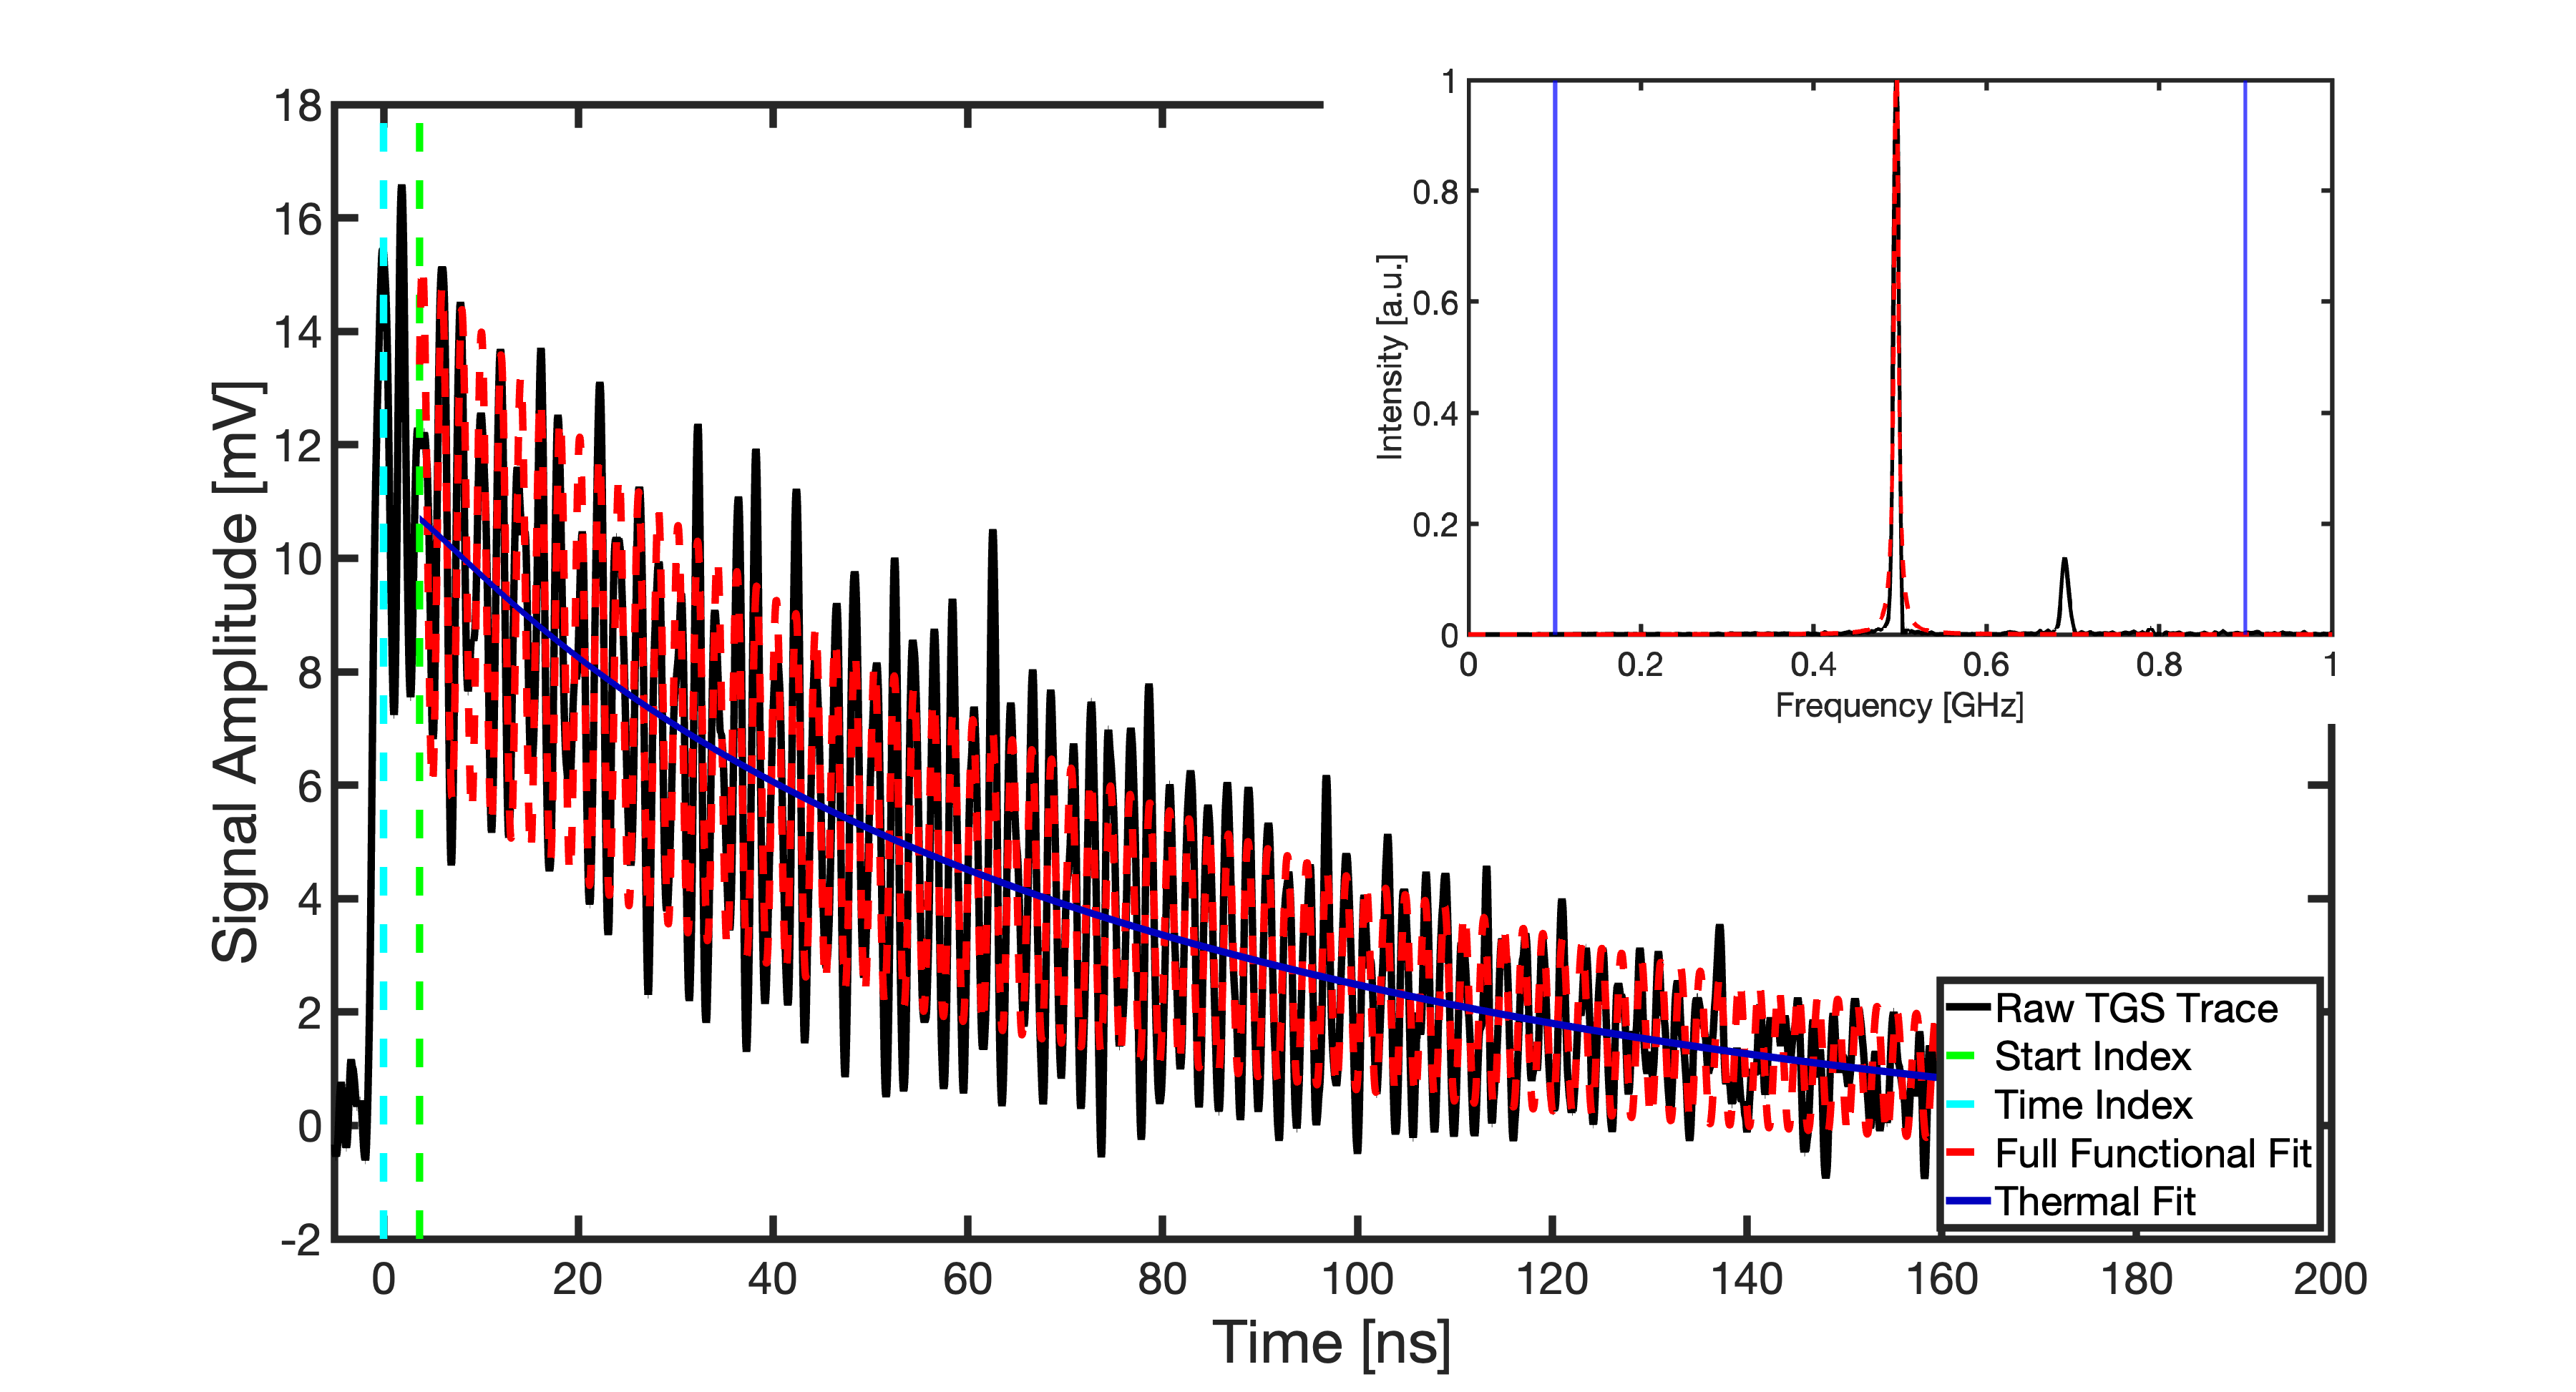 18
16
14
12
10
8
6
4
2
0
-2
Signal Amplitude [mV]
0 20 40 60 80 100 120 140 160 180 200
Time [ns]
1
0.8
0.6
0.4
0.2
0
Intensity [a.u.]
0 0.2 0.4 0.6 0.8 1
Frequency [GHz]
Raw TGS Trace
Start Index
Time Index
Full Functional Fit
Thermal Fit